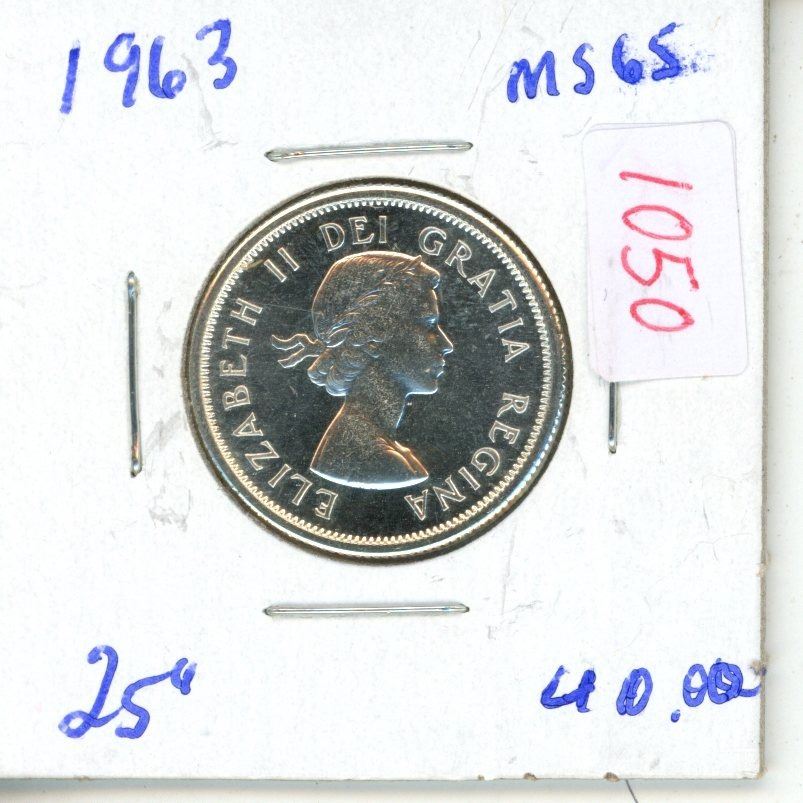 1963
MS65
1050
ELIZABETH II DEI GRATIA REGINA
25¢
40.00